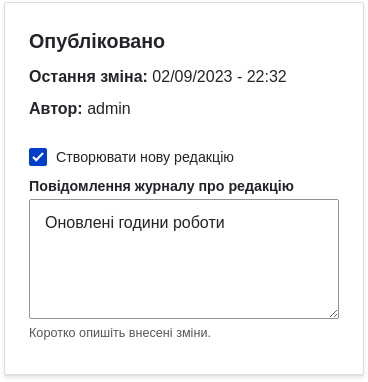 Опубліковано
Остання зміна: 02/09/2023 - 22:32
Автор: admin
Створювати нову редакцію
Повідомлення журналу про редакцію
Оновлені години роботи
Коротко опишіть внесені зміни.